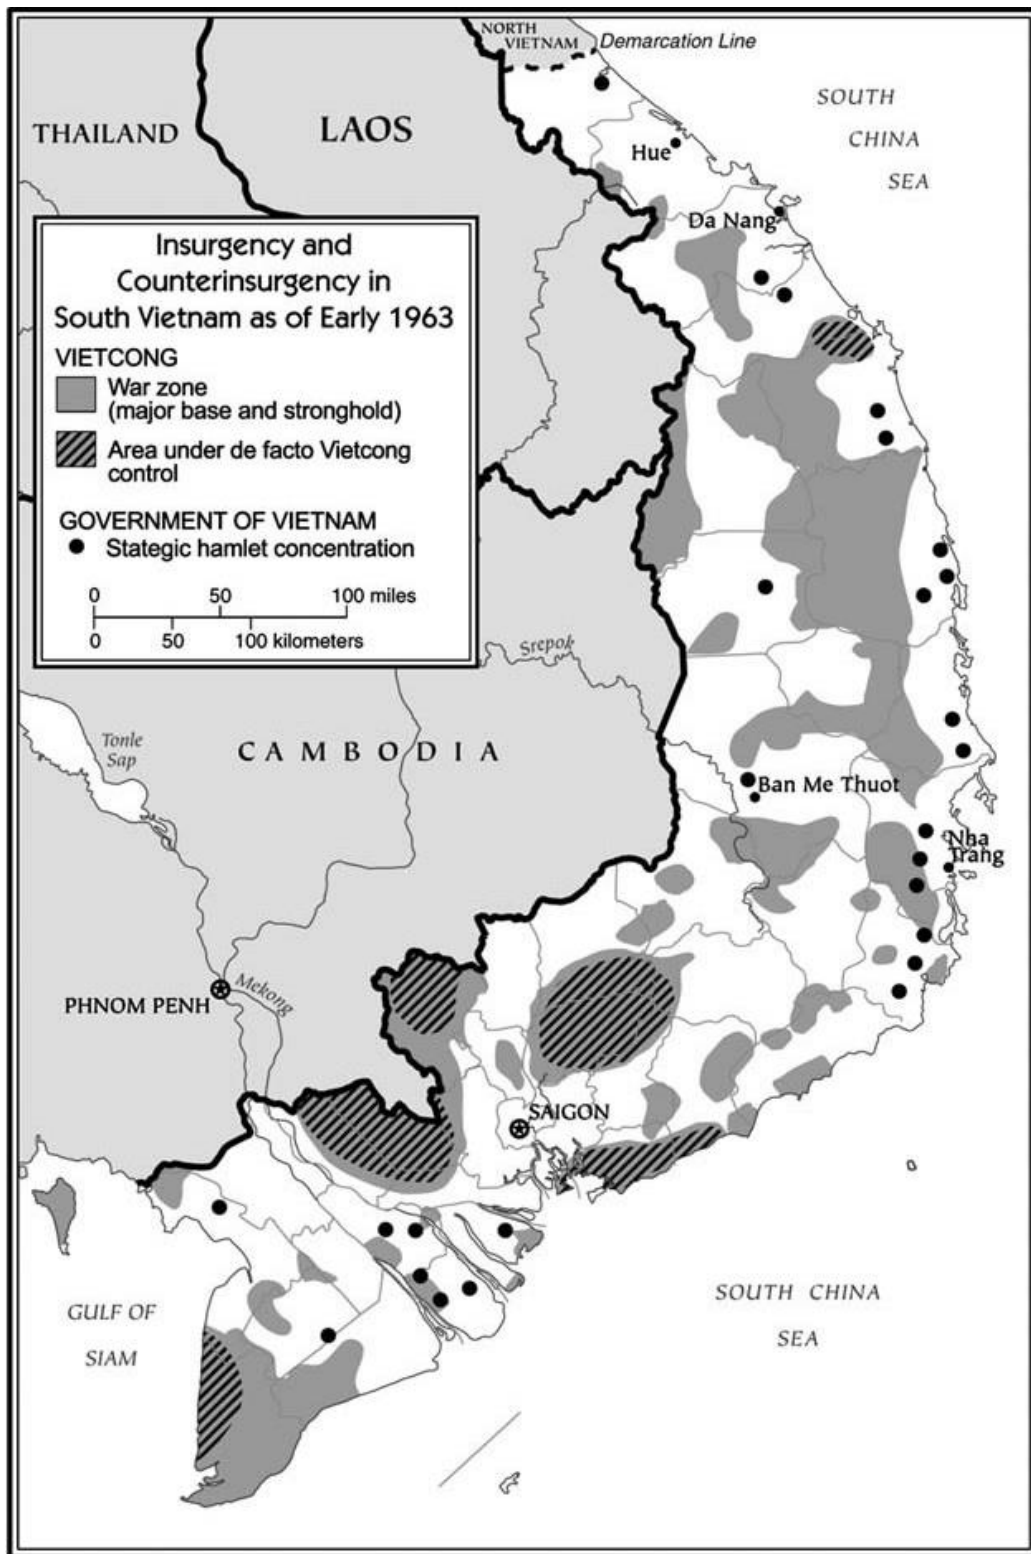 NORTH
VIETNAM
Demarcation Line
SOUTH
CHINA
SEA
THAILAND
LAOS
Hue
Da Nang
Insurgency and
Counterinsurgency in
South Vietnam as of Early 1963
VIETCONG
War zone
(major base and stronghold)
Area under de facto Vietcong
control
GOVERNMENT OF VIETNAM
Stategic hamlet concentration
0 50 100 miles
0 50 100 kilometers
Srepok
Tonle
Sap
CAMBODIA
Ban Me Thuot
Nha
Trang
Mekong
PHNOM PENH
SAIGON
GULF OF
SIAM
SOUTH CHINA
SEA